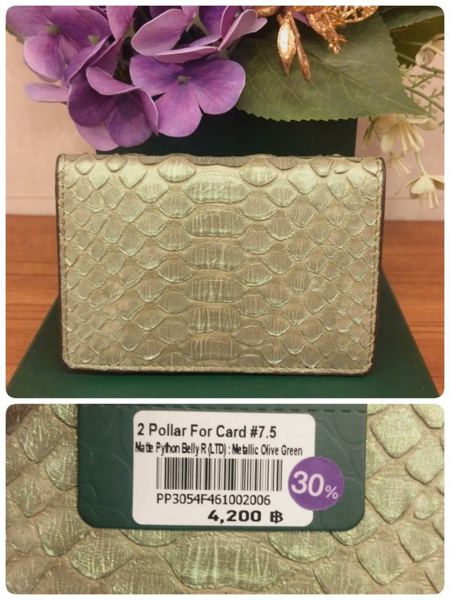 2 Pollar For Card #7.5
Matte Python Belly R (LTD) : Metallic Olive Green
30%
PP3054F461002006
4,200 ฿